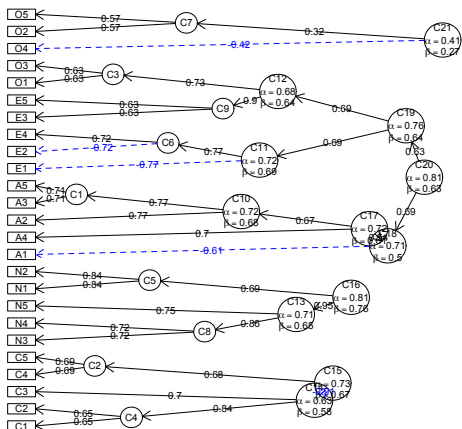 O5
0.57
C7
O2
0.57
0.32
C21
α = 0.41
β = 0.27
O4
-0.42
O3
0.63
C3
0.73
C12
α = 0.68
β = 0.64
O1
0.63
E5
0.63
C9
0.9
E3
0.63
0.69
C19
α = 0.76
β = 0.64
E4
0.72
C6
0.77
C11
α = 0.72
β = 0.69
0.69
E2
-0.72
E1
-0.77
0.63
C20
α = 0.81
β = 0.63
A5
0.71
C1
0.77
C10
α = 0.72
β = 0.68
A3
0.71
A2
0.77
0.67
C17
α = 0.72
0.69
A4
0.7
α = 0.71
β = 0.5
A1
-0.61
N2
0.84
C5
0.69
C16
α = 0.81
β = 0.76
N1
0.84
N5
0.75
C13
α = 0.71
β = 0.65
0.95
N4
0.72
C8
0.86
N3
0.72
C5
0.69
C2
0.68
C15
α = 0.73
C4
0.69
C3
0.7
α = 0.63
β = 0.58
C2
0.65
C4
0.84
C1
0.65